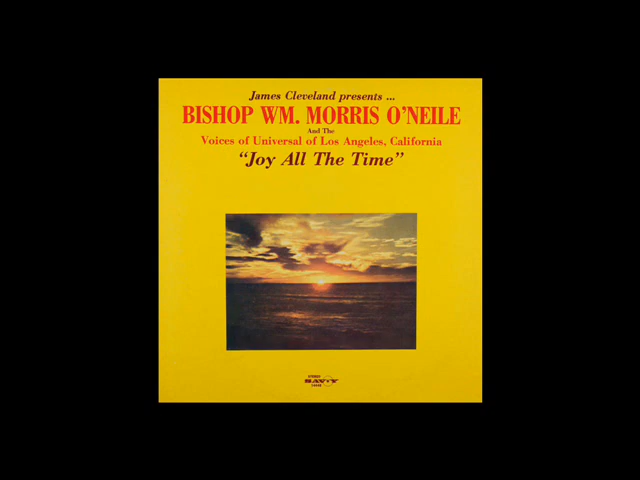 James Cleveland presents ...
BISHOP WM. MORRIS O'NEILE
And The
Voices of Universal of Los Angeles, California
"Joy All The Time"
STEREO
SAVOY